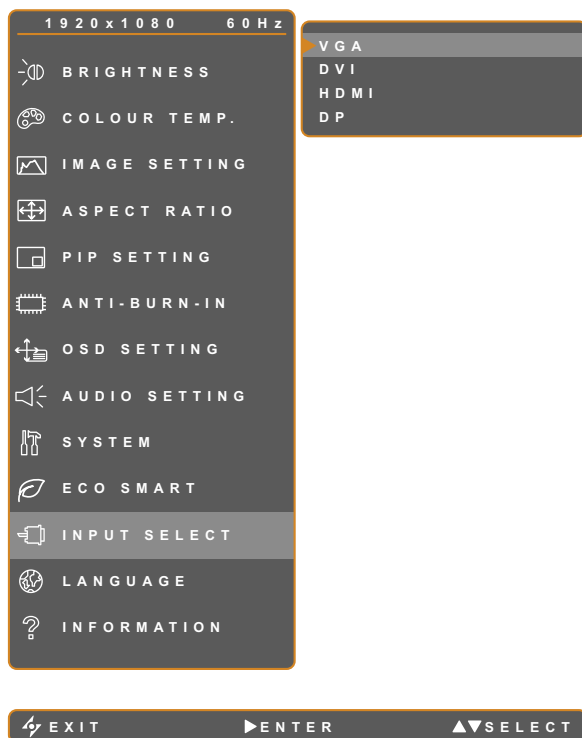 1920x1080 60Hz
BRIGHTNESS
COLOUR TEMP.
IMAGE SETTING
ASPECT RATIO
PIP SETTING
ANTI-BURN-IN
OSD SETTING
AUDIO SETTING
SYSTEM
ECO SMART
INPUT SELECT
LANGUAGE
INFORMATION
VGA
DVI
HDMI
DP
EXIT ▶ENTER ▲▼SELECT